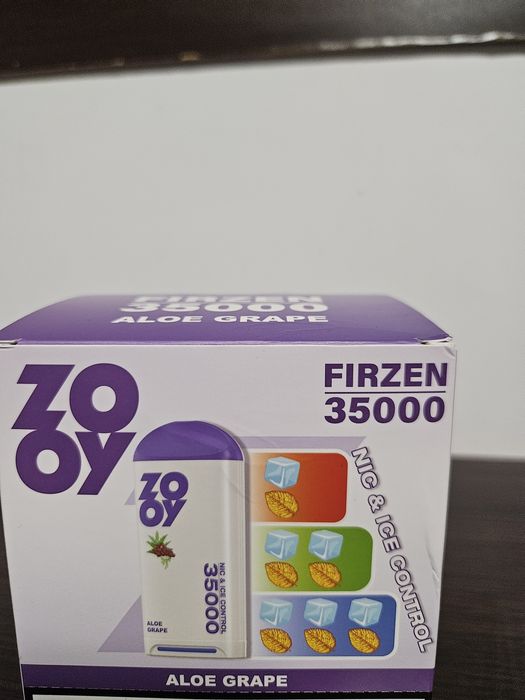 FIRZEN
35000
ALOE GRAPE
ZO
OY
FIRZEN
35000
NIC & ICE CONTROL
ZO
OY
NIC & ICE CONTROL
35000
ALOE
GRAPE
ALOE GRAPE